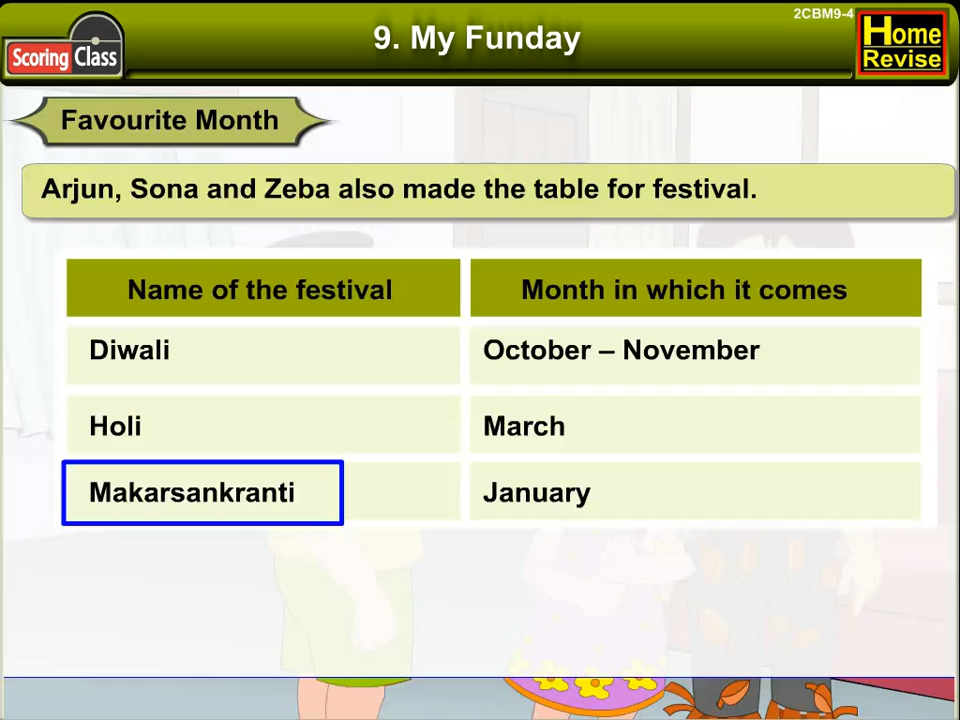 2CBM9-4
9. My Funday
Scoring Class
Home
Revise
Favourite Month
Arjun, Sona and Zeba also made the table for festival.
Name of the festival
Month in which it comes
Diwali
October – November
Holi
March
Makarsankranti
January